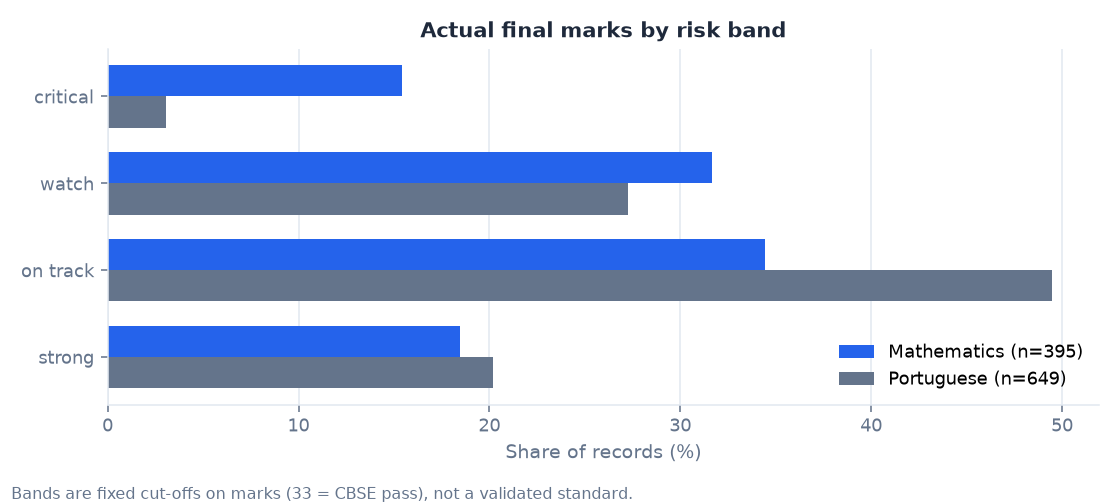 Actual final marks by risk band
critical
watch
on track
strong
Mathematics (n=395)
Portuguese (n=649)
0 10 20 30 40 50
Share of records (%)
Bands are fixed cut-offs on marks (33 = CBSE pass), not a validated standard.